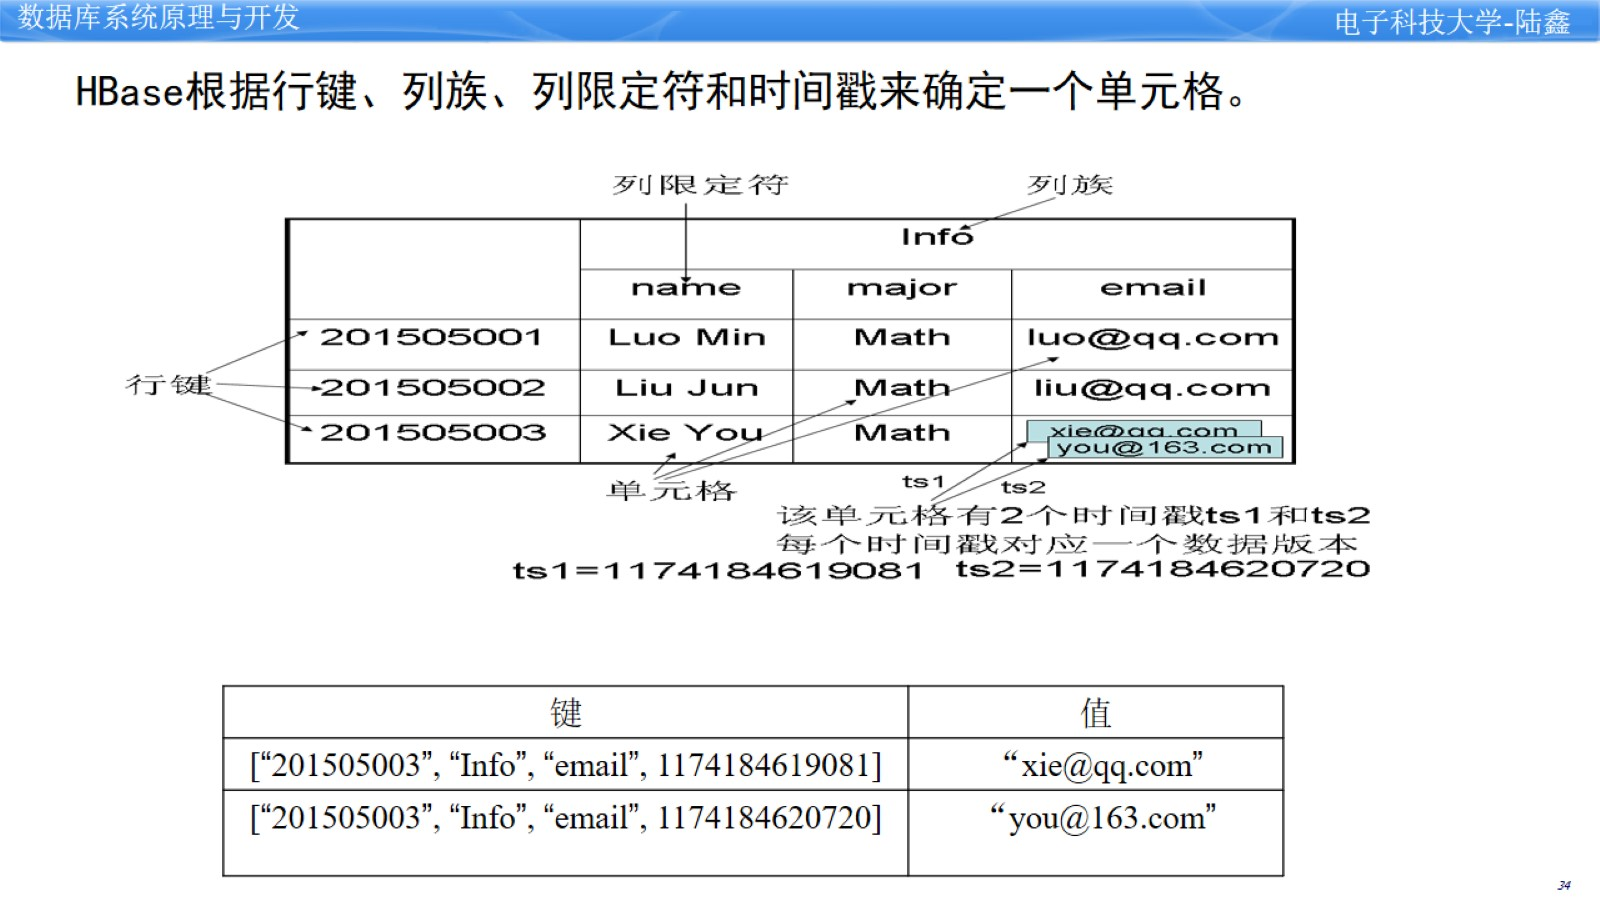 数据库系统原理与开发
电子科技大学-陆鑫
HBase根据行键、列族、列限定符和时间戳来确定一个单元格。
列限定符 列族
Info
name major email
201505001 Luo Min Math luo@qq.com
行键
201505002 Liu Jun Math liu@qq.com
201505003 Xie You Math xie@qq.com
you@163.com
单元格 ts1 ts2
该单元格有2个时间戳ts1和ts2
每个时间戳对应一个数据版本
ts1=1174184619081 ts2=1174184620720
键 值
[“201505003”, “Info”, “email”, 1174184619081] “xie@qq.com”
[“201505003”, “Info”, “email”, 1174184620720] “you@163.com”
34